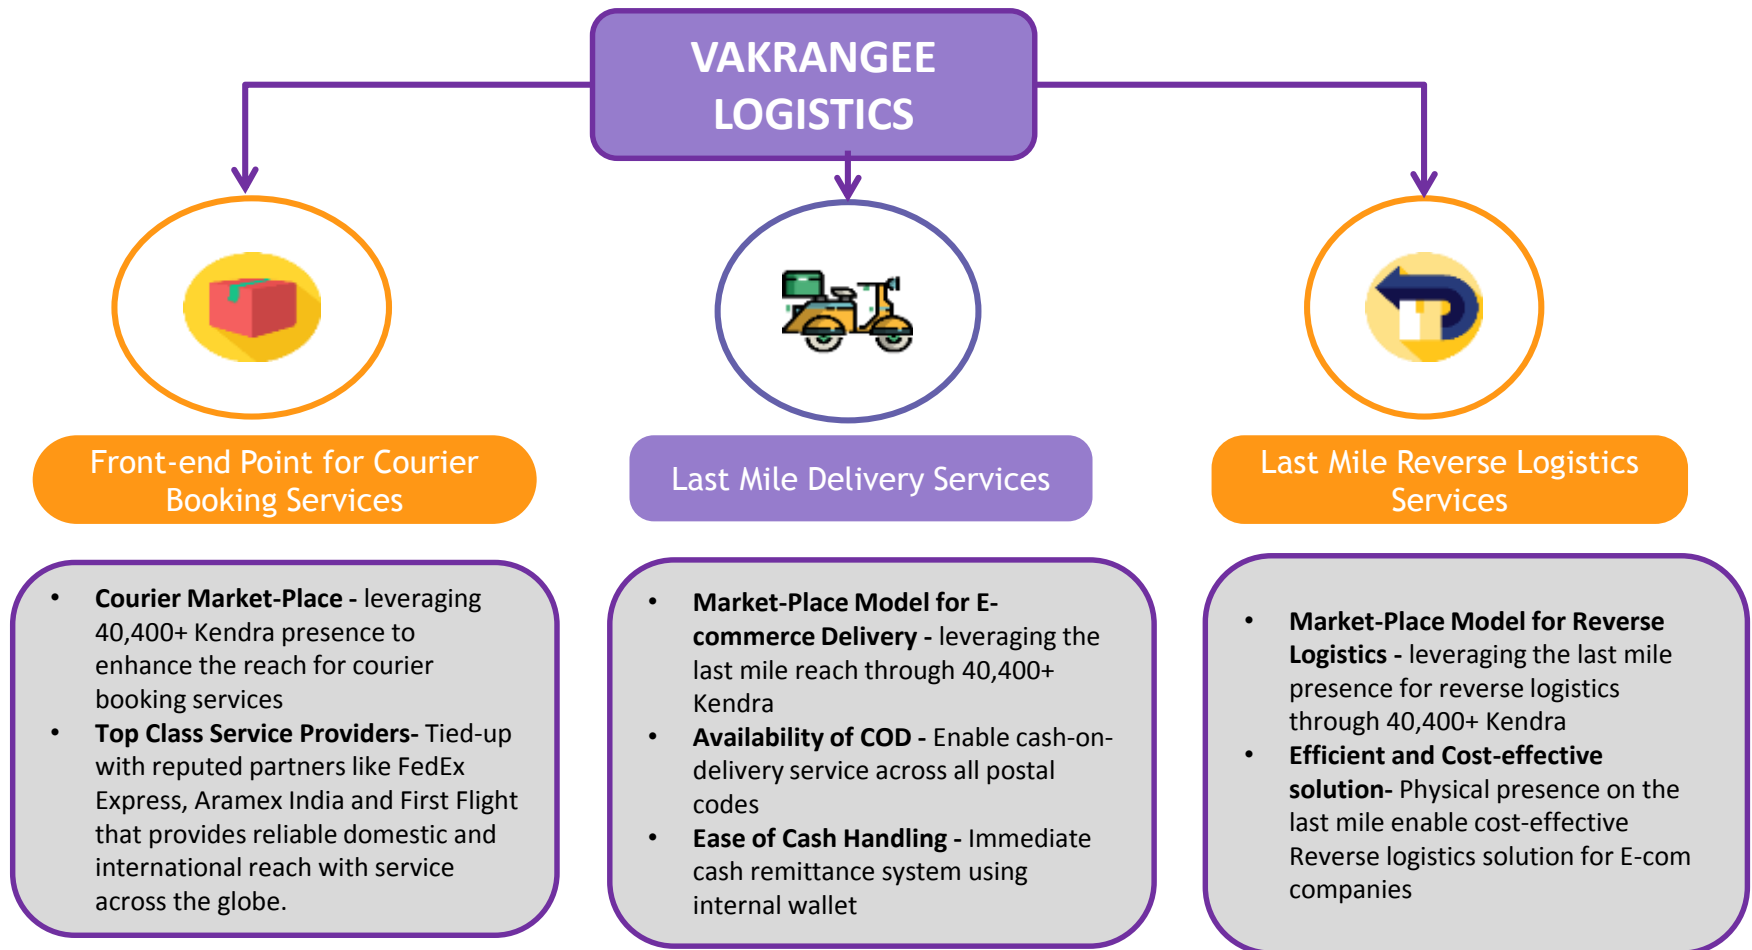 VAKRANGEE
LOGISTICS
Front-end Point for Courier
Booking Services
• Courier Market-Place - leveraging
40,400+ Kendra presence to
enhance the reach for courier
booking services
• Top Class Service Providers- Tied-up
with reputed partners like FedEx
Express, Aramex India and First Flight
that provides reliable domestic and
international reach with service
across the globe.
Last Mile Delivery Services
• Market-Place Model for E-
commerce Delivery - leveraging the
last mile reach through 40,400+
Kendra
• Availability of COD - Enable cash-on-
delivery service across all postal
codes
• Ease of Cash Handling - Immediate
cash remittance system using
internal wallet
Last Mile Reverse Logistics
Services
• Market-Place Model for Reverse
Logistics - leveraging the last mile
presence for reverse logistics
through 40,400+ Kendra
• Efficient and Cost-effective
solution- Physical presence on the
last mile enable cost-effective
Reverse logistics solution for E-com
companies